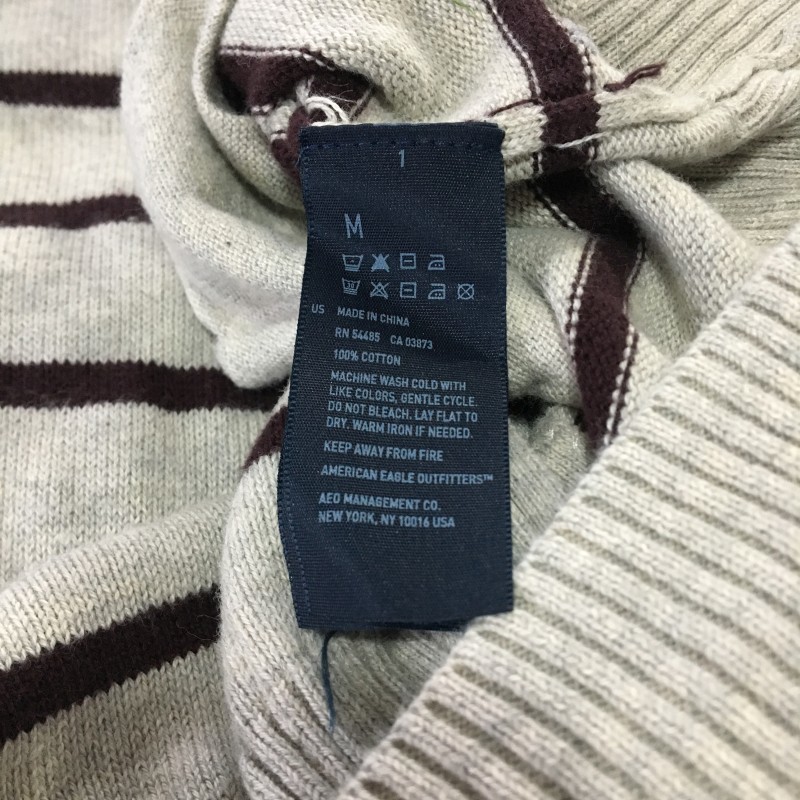 1
M
US MADE IN CHINA
RN 54485 CA 03873
100% COTTON
MACHINE WASH COLD WITH
LIKE COLORS, GENTLE CYCLE.
DO NOT BLEACH. LAY FLAT TO
DRY. WARM IRON IF NEEDED.
KEEP AWAY FROM FIRE
AMERICAN EAGLE OUTFITTERS™
AEO MANAGEMENT CO.
NEW YORK, NY 10016 USA